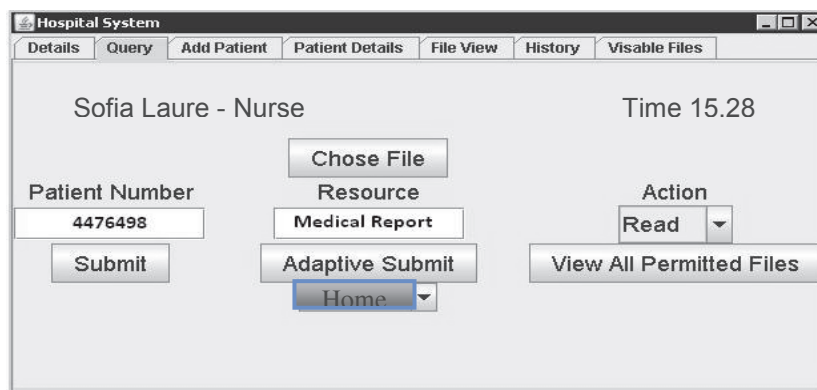 Hospital System
Details Query Add Patient Patient Details File View History Visable Files
Sofia Laure - Nurse Time 15.28
Chose File
Patient Number Resource Action
4476498 Medical Report Read
Submit Adaptive Submit View All Permitted Files
Home